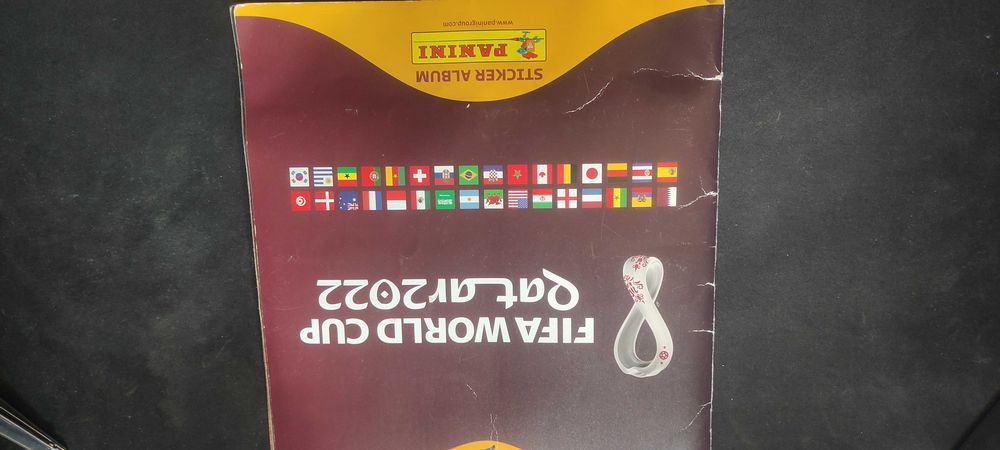 FIFA WORLD CUP
Qatar2022
STICKER ALBUM
PANINI
www.paninigroup.com